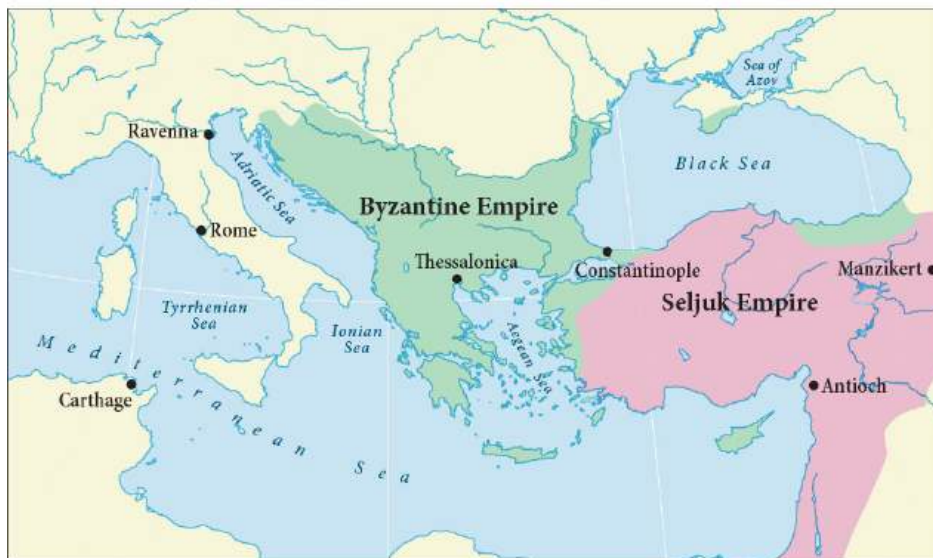 Sea of
Azov
Ravenna
Adriatic Sea
Black Sea
Byzantine Empire
Rome
Thessalonica
Constantinople
Manzikert
Seljuk Empire
Tyrrhenian
Sea
Ionian
Sea
Aegean Sea
Mediterranean Sea
Carthage
Antioch